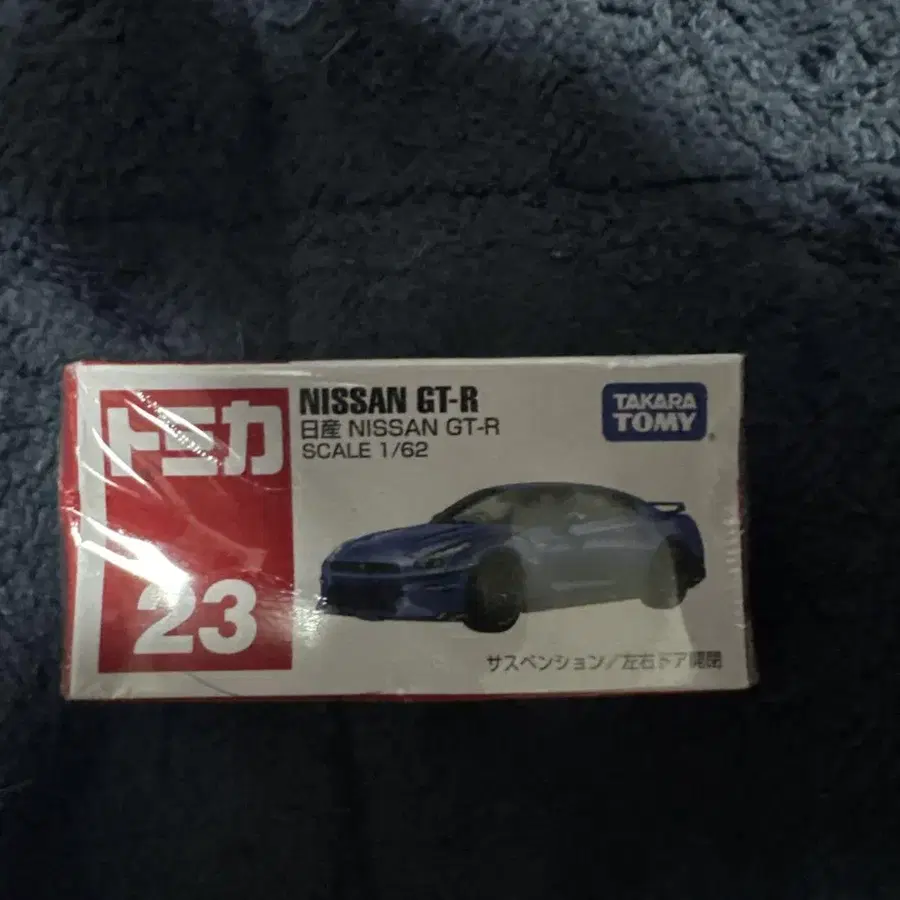 トミカ
23
NISSAN GT-R
日産 NISSAN GT-R
SCALE 1/62
TAKARA
TOMY
サスペンション/左右ドア開閉